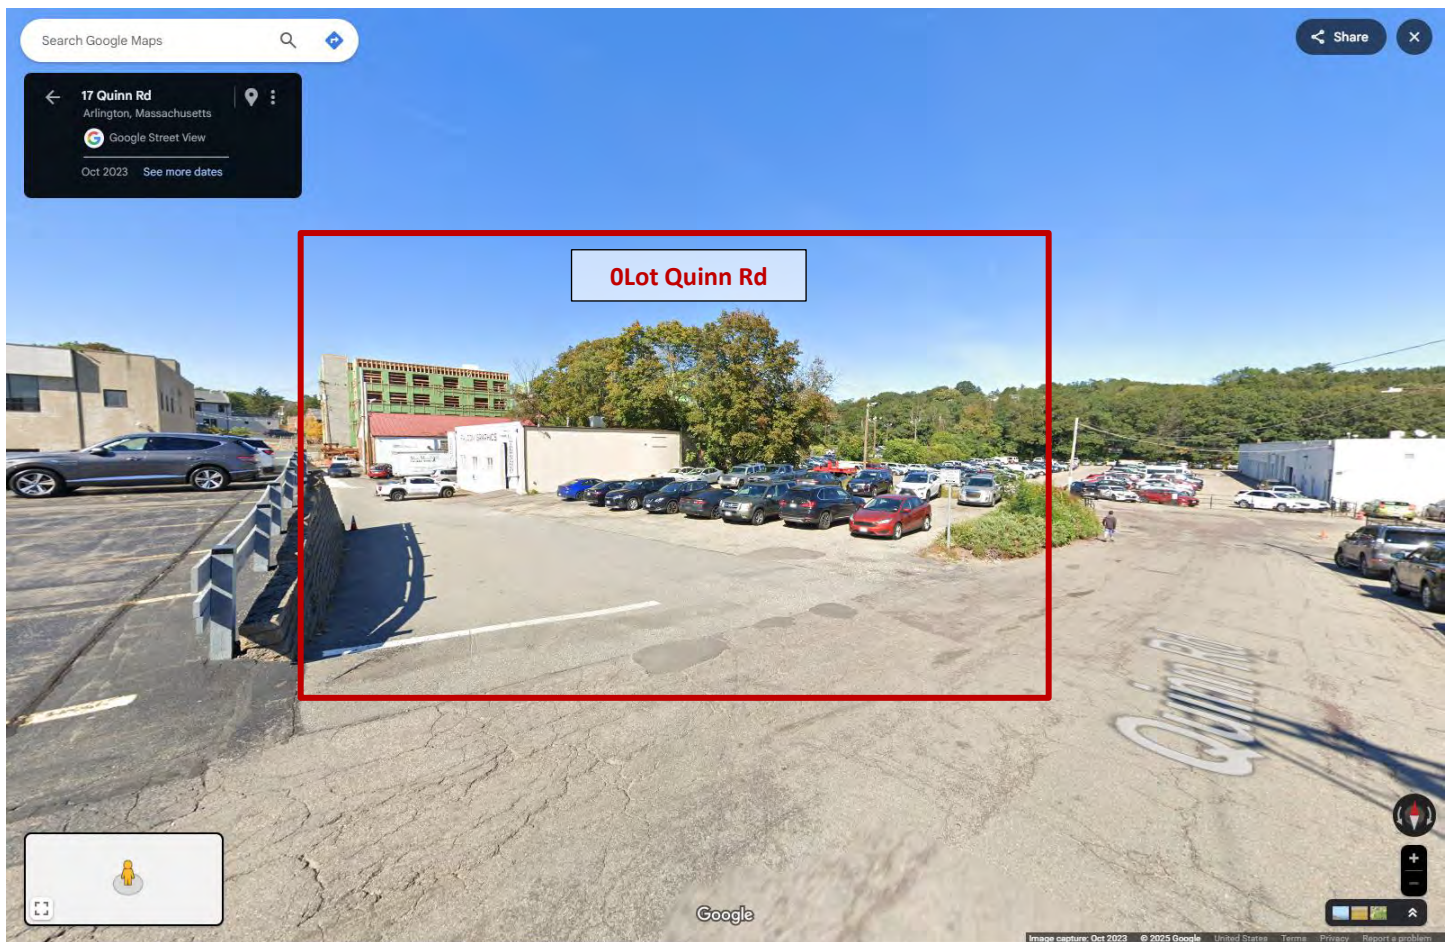 Search Google Maps
Share
17 Quinn Rd
Arlington, Massachusetts
Google Street View
Oct 2023 See more dates
0Lot Quinn Rd
GRAPHICS
Quinn Rd
Google
Image capture: Oct 2023 © 2025 Google United States Terms Privacy Report a problem